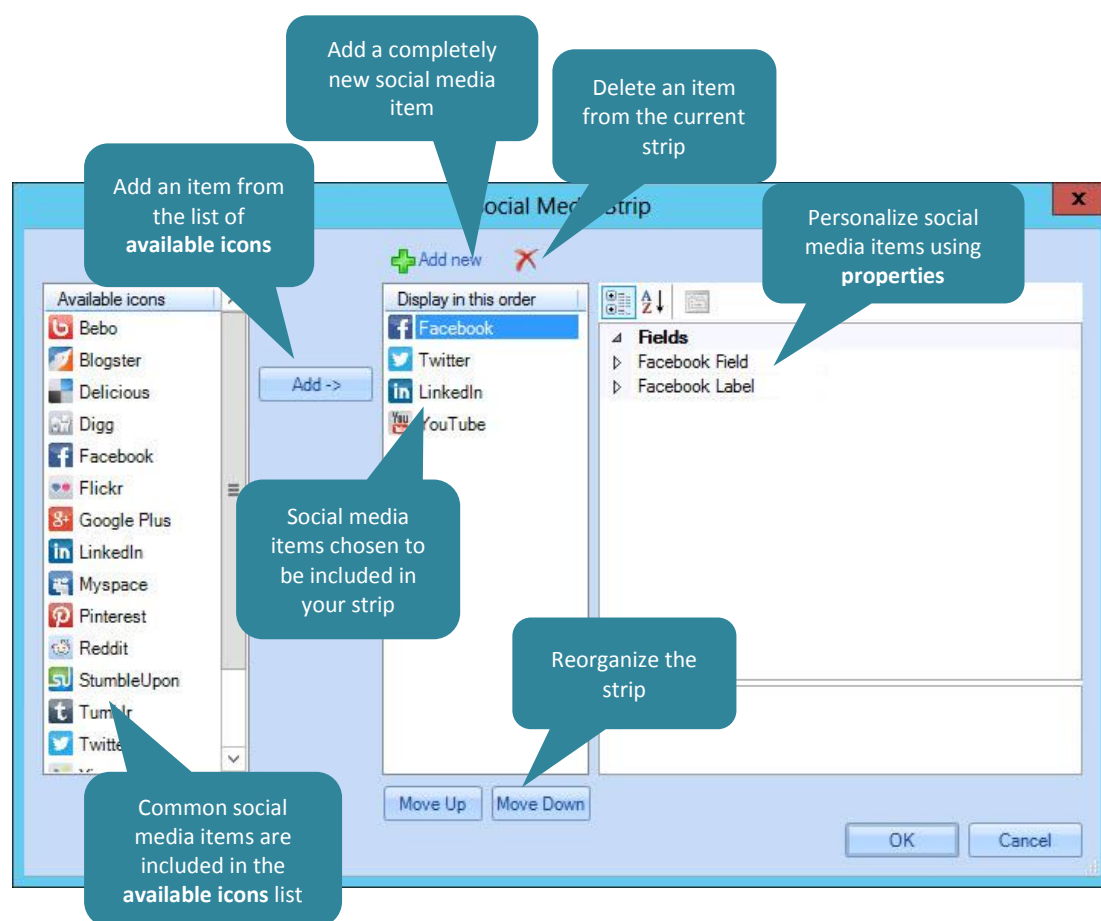 Add a completely
new social media
item
Delete an item
from the current
strip
Add an item from
the list of
available icons
Strip
x
Personalize social
media items using
properties
Add new
Available icons
Bebo
Blogster
Delicious
Digg
Facebook
Flickr
Google Plus
LinkedIn
Myspace
Pinterest
Reddit
StumbleUpon
Add ->
Display in this order
Facebook
Twitter
LinkedIn
YouTube
Fields
Facebook Field
Facebook Label
Social media
items chosen to
be included in
your strip
Reorganize the
strip
Move Up
Move Down
Common social
media items are
included in the
available icons list
OK
Cancel